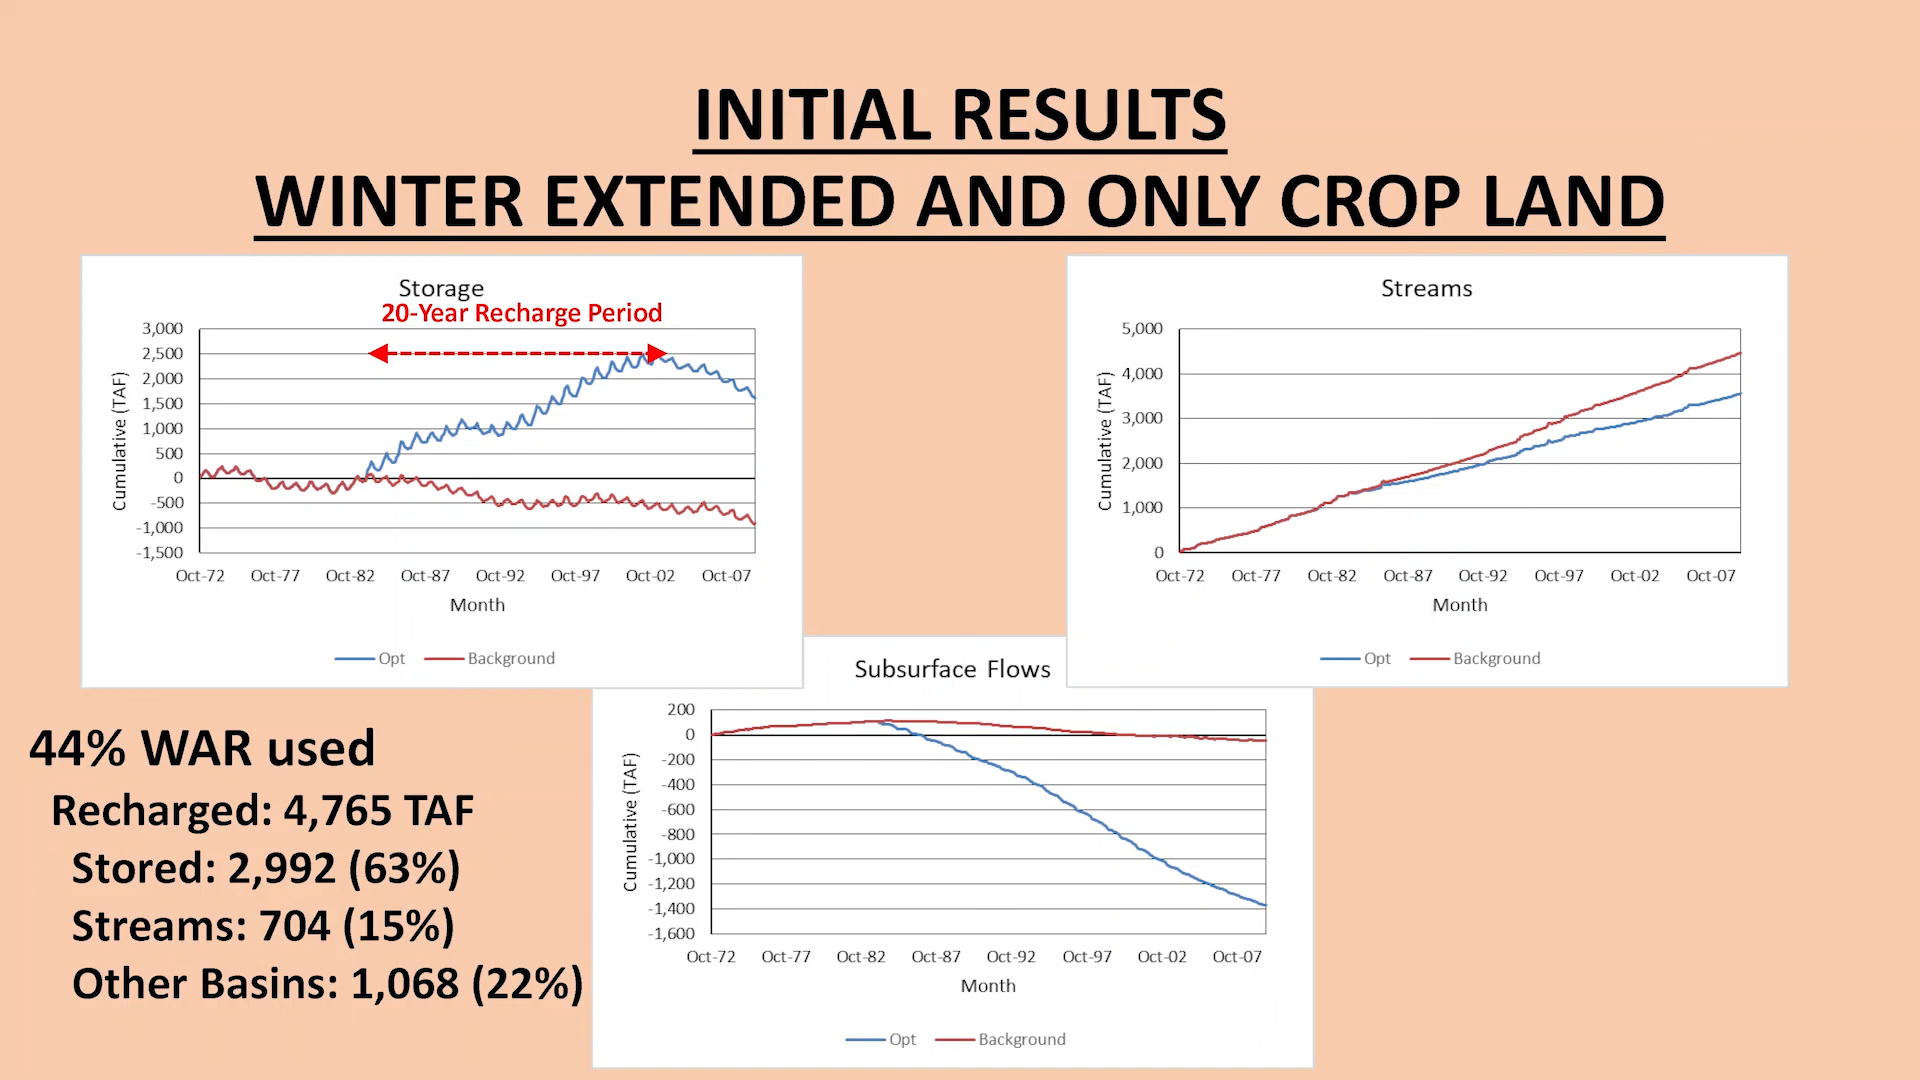 INITIAL RESULTS
WINTER EXTENDED AND ONLY CROP LAND
Storage
20-Year Recharge Period
3,000
2,500
2,000
1,500
1,000
500
0
-500
-1,000
-1,500
Cumulative (TAF)
Oct-72 Oct-77 Oct-82 Oct-87 Oct-92 Oct-97 Oct-02 Oct-07
Month
Opt Background
Streams
5,000
4,000
3,000
2,000
1,000
0
Cumulative (TAF)
Oct-72 Oct-77 Oct-82 Oct-87 Oct-92 Oct-97 Oct-02 Oct-07
Month
Opt Background
Subsurface Flows
200
0
-200
-400
-600
-800
-1,000
-1,200
-1,400
-1,600
Cumulative (TAF)
Oct-72 Oct-77 Oct-82 Oct-87 Oct-92 Oct-97 Oct-02 Oct-07
Month
Opt Background
44% WAR used
Recharged: 4,765 TAF
Stored: 2,992 (63%)
Streams: 704 (15%)
Other Basins: 1,068 (22%)